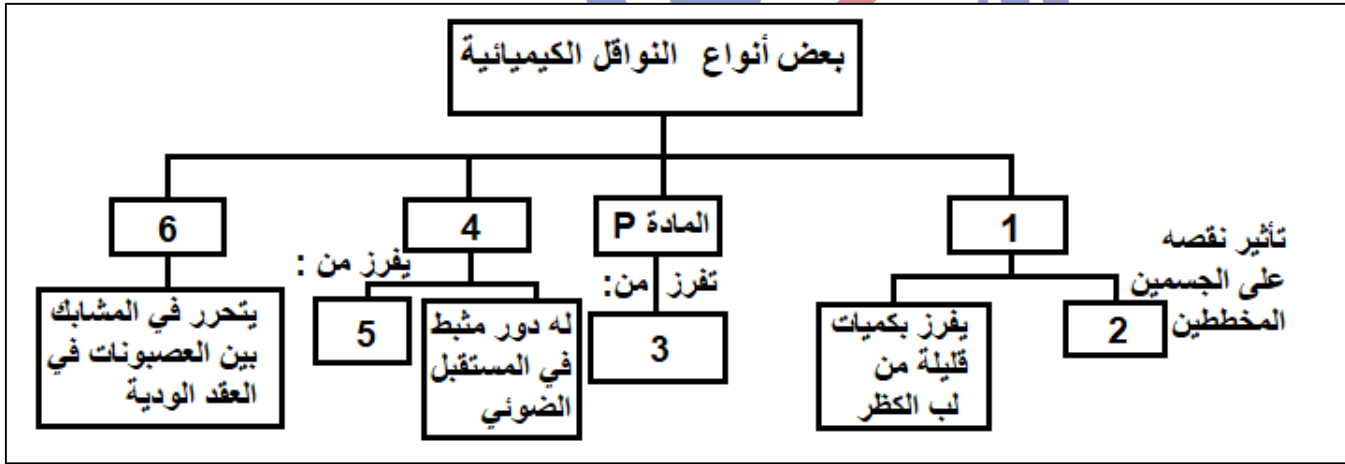 بعض أنواع النواقل الكيميائية
1
المادة P
4
6
تأثير نقصه
على الجسمين
المخططين
2
يفرز بكميات
قليلة من
لب الكظر
تفرز من:
3
يفرز من :
له دور مثبط
في المستقبل
الضوئي
5
يتحرر في المشابك
بين العصبونات في
العقد الودية